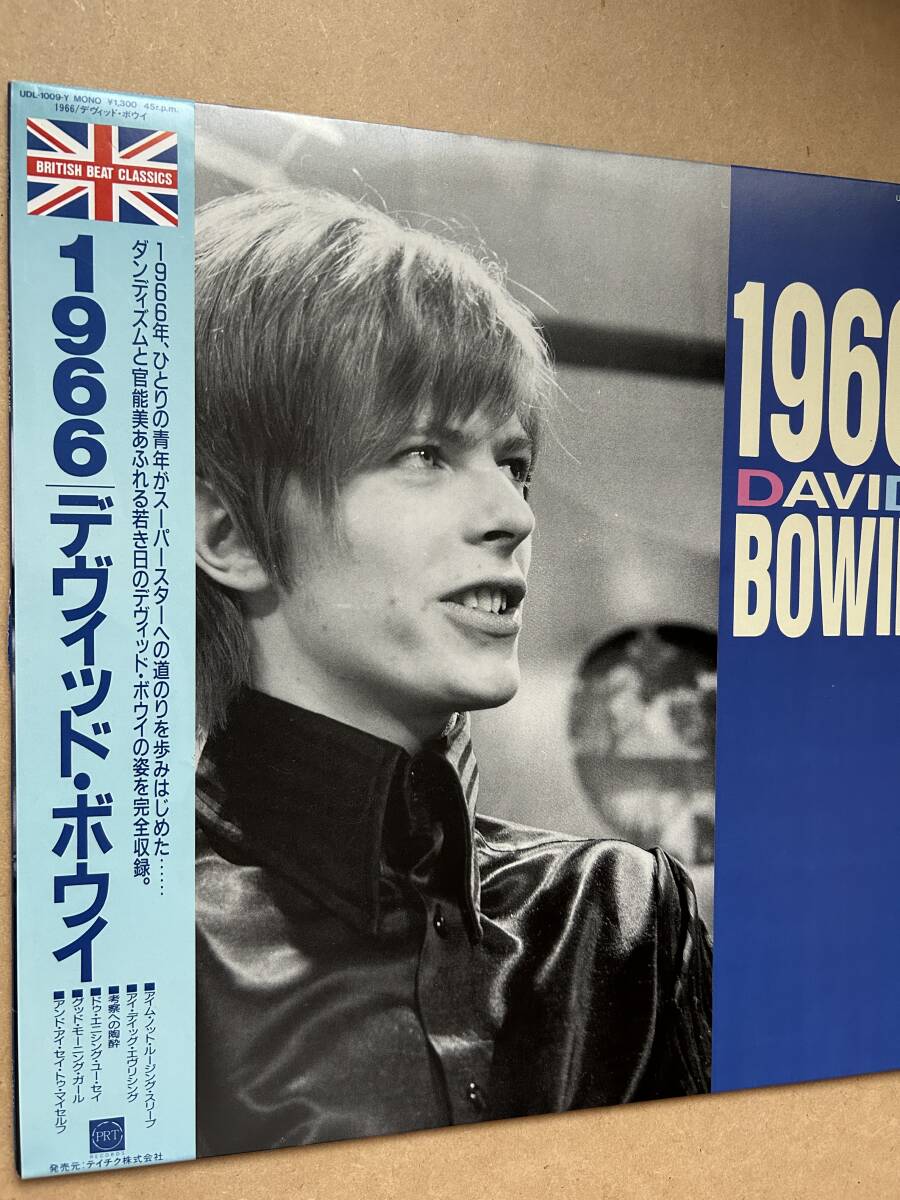 UDL-1009-Y MONO ¥1,300 45r.p.m.
1966/デヴィッド・ボウイ
BRITISH BEAT CLASSICS
1966/デヴィッド・ボウイ
1966年、ひとりの青年がスーパースターへの道のりを歩みはじめた……
ダンディズムと官能美あふれる若き日のデヴィッド・ボウイの姿を完全収録。
■アイム・ノット・ルージング・スリープ
■アイ・ディッグ・エヴリシング
■考察への陶酔
■ドゥ・エニシング・ユー・セイ
■グッド・モーニング・ガール
■アンド・アイ・セイ・トゥ・マイセルフ
PRT
RECORDS
発売元：テイチク株式会社
1966
DAVID
BOWI